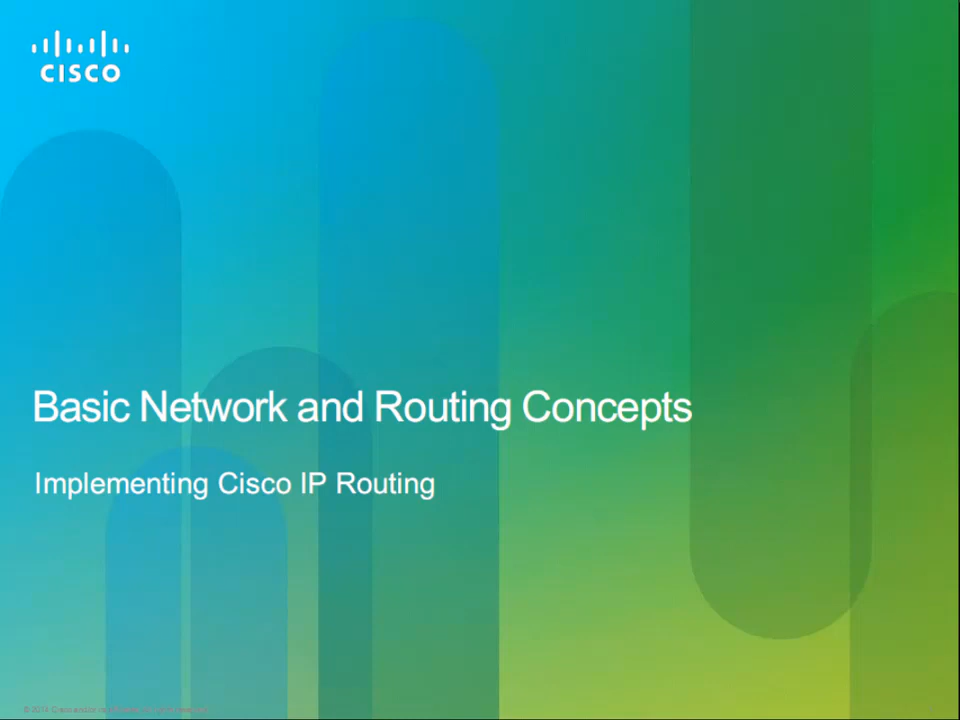 CISCO
Basic Network and Routing Concepts
Implementing Cisco IP Routing